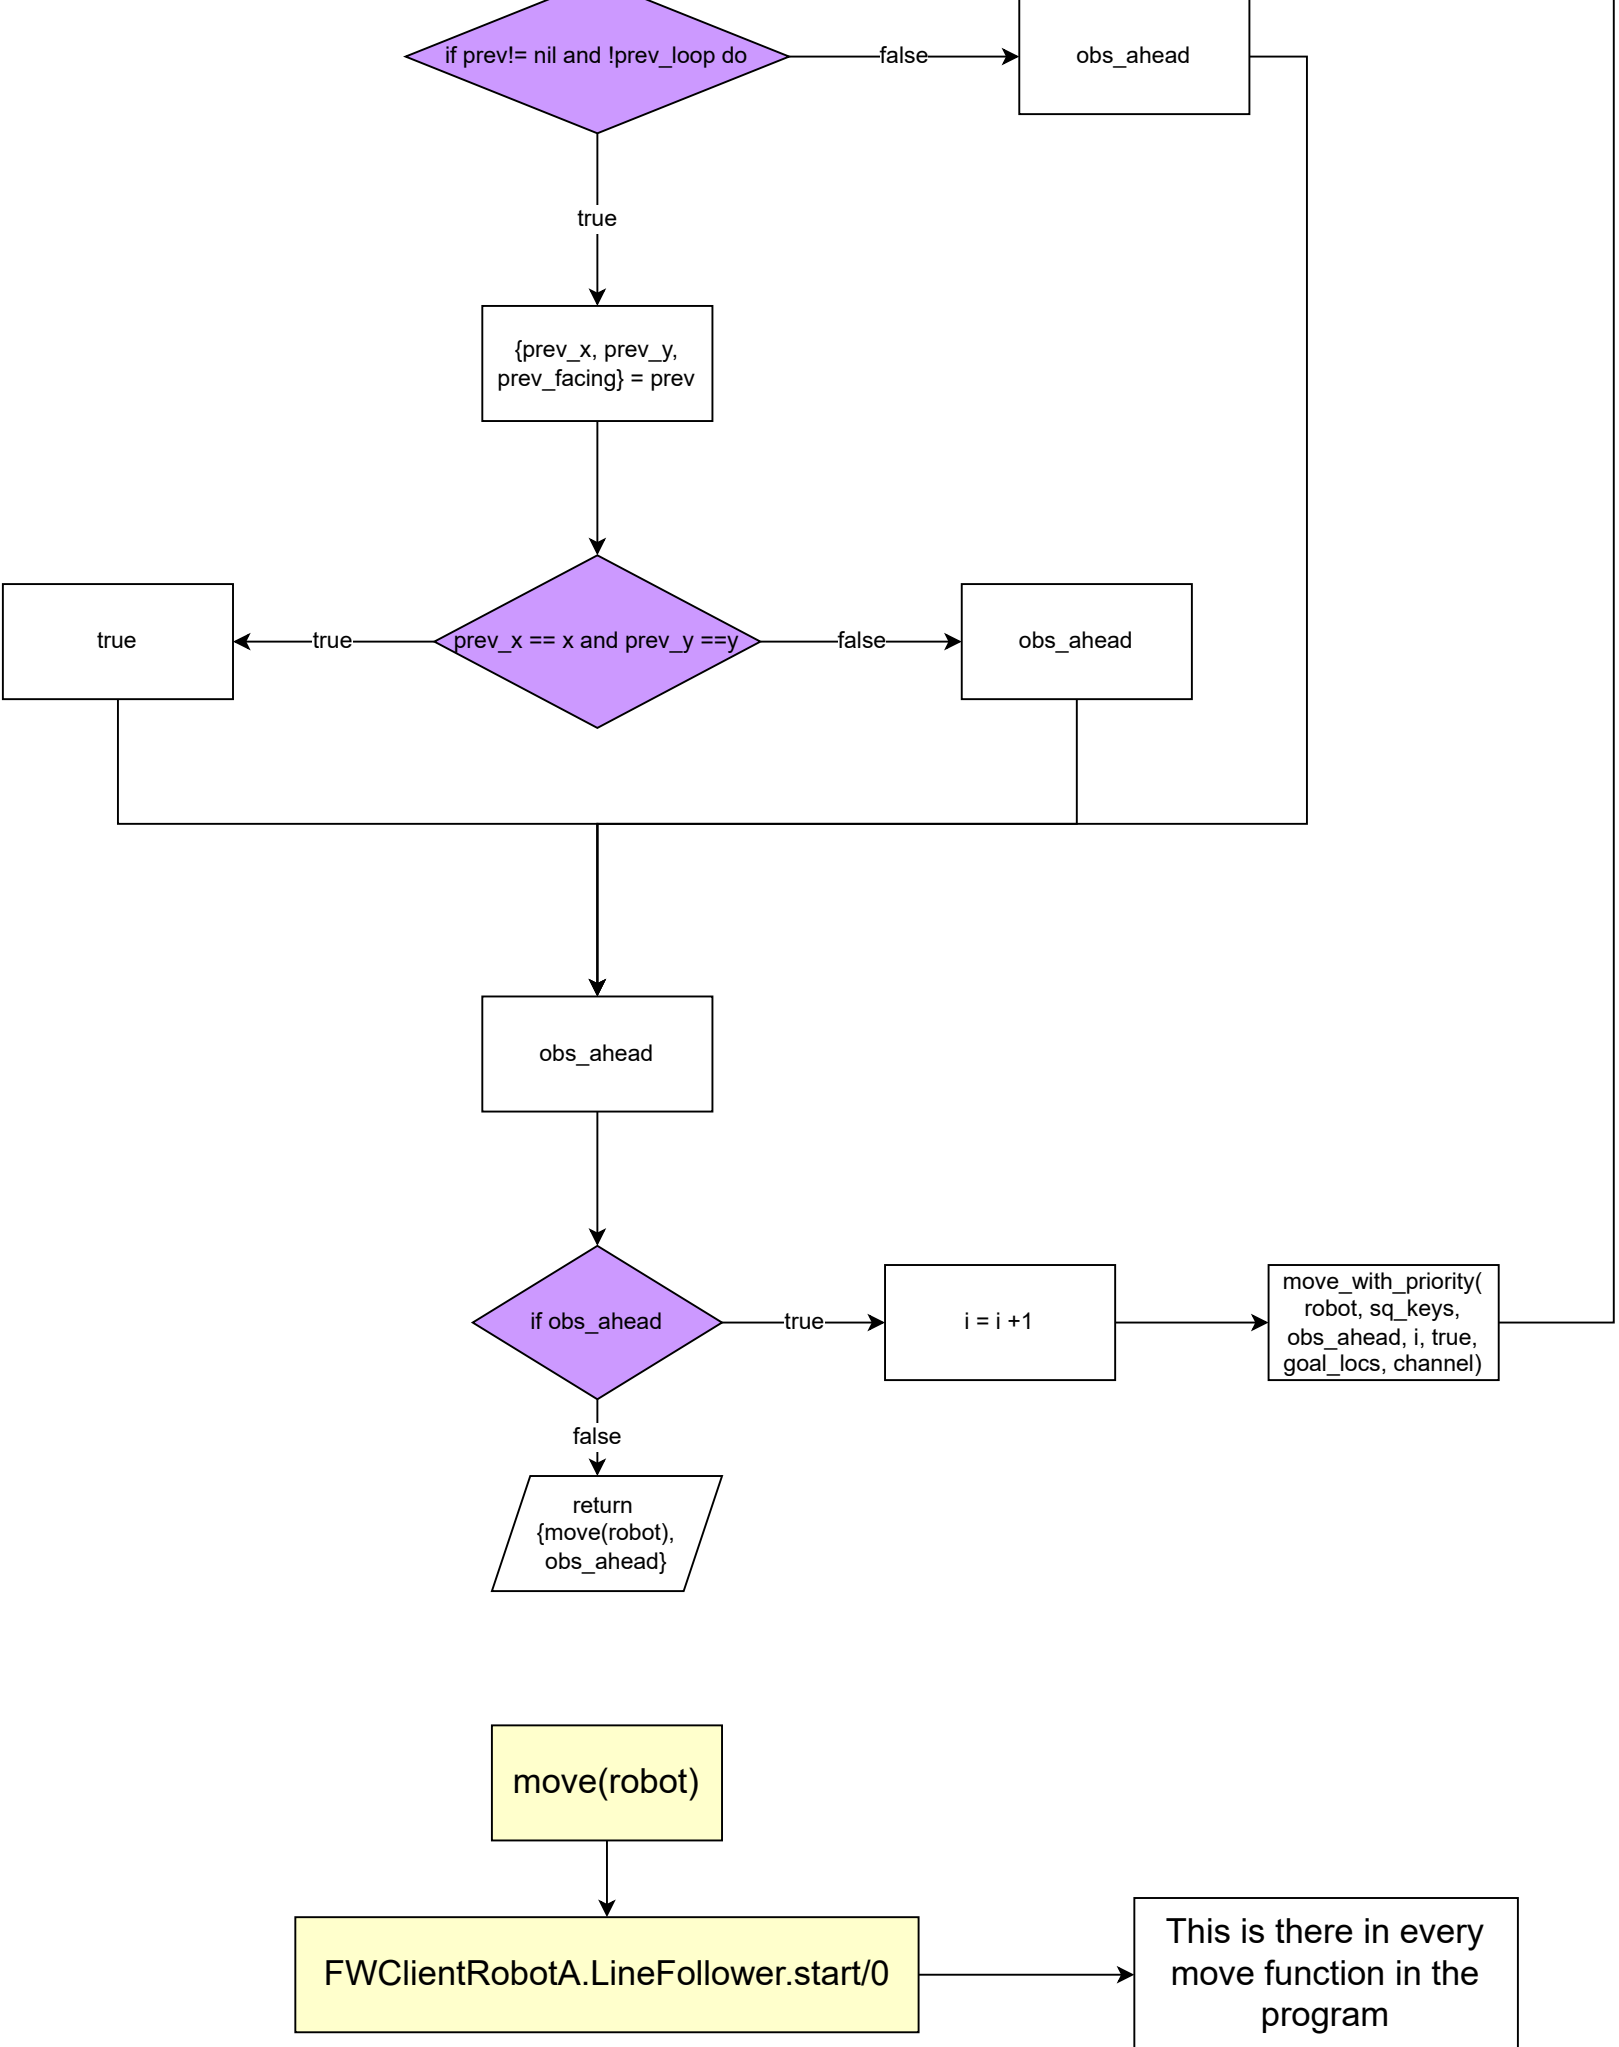 if prev!= nil and !prev_loop do
false
obs_ahead
true
{prev_x, prev_y,
prev_facing} = prev
true
true
prev_x == x and prev_y ==y
false
obs_ahead
obs_ahead
if obs_ahead
true
i = i +1
move_with_priority(
robot, sq_keys,
obs_ahead, i, true,
goal_locs, channel)
false
return
{move(robot),
obs_ahead}
move(robot)
FWClientRobotA.LineFollower.start/0
This is there in every
move function in the
program